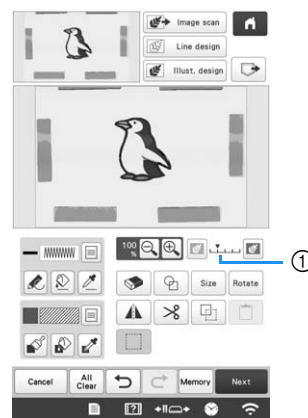 Image scan
Line design
Illust. design
100
%
①
Size
Rotate
Cancel
All
Clear
Memory
Next